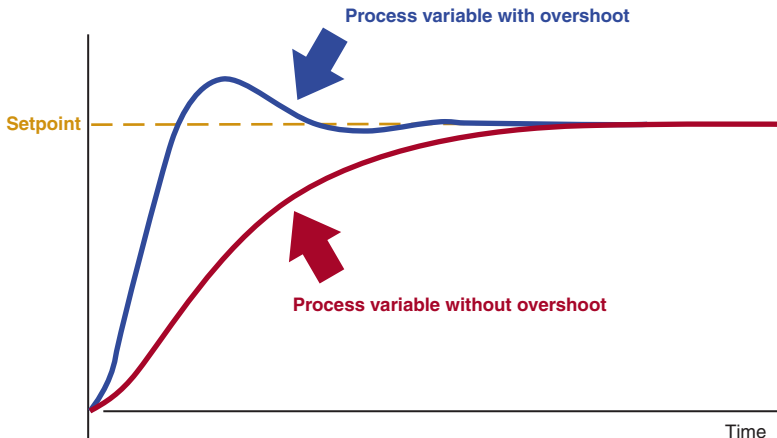 Process variable with overshoot
Setpoint
Process variable without overshoot
Time